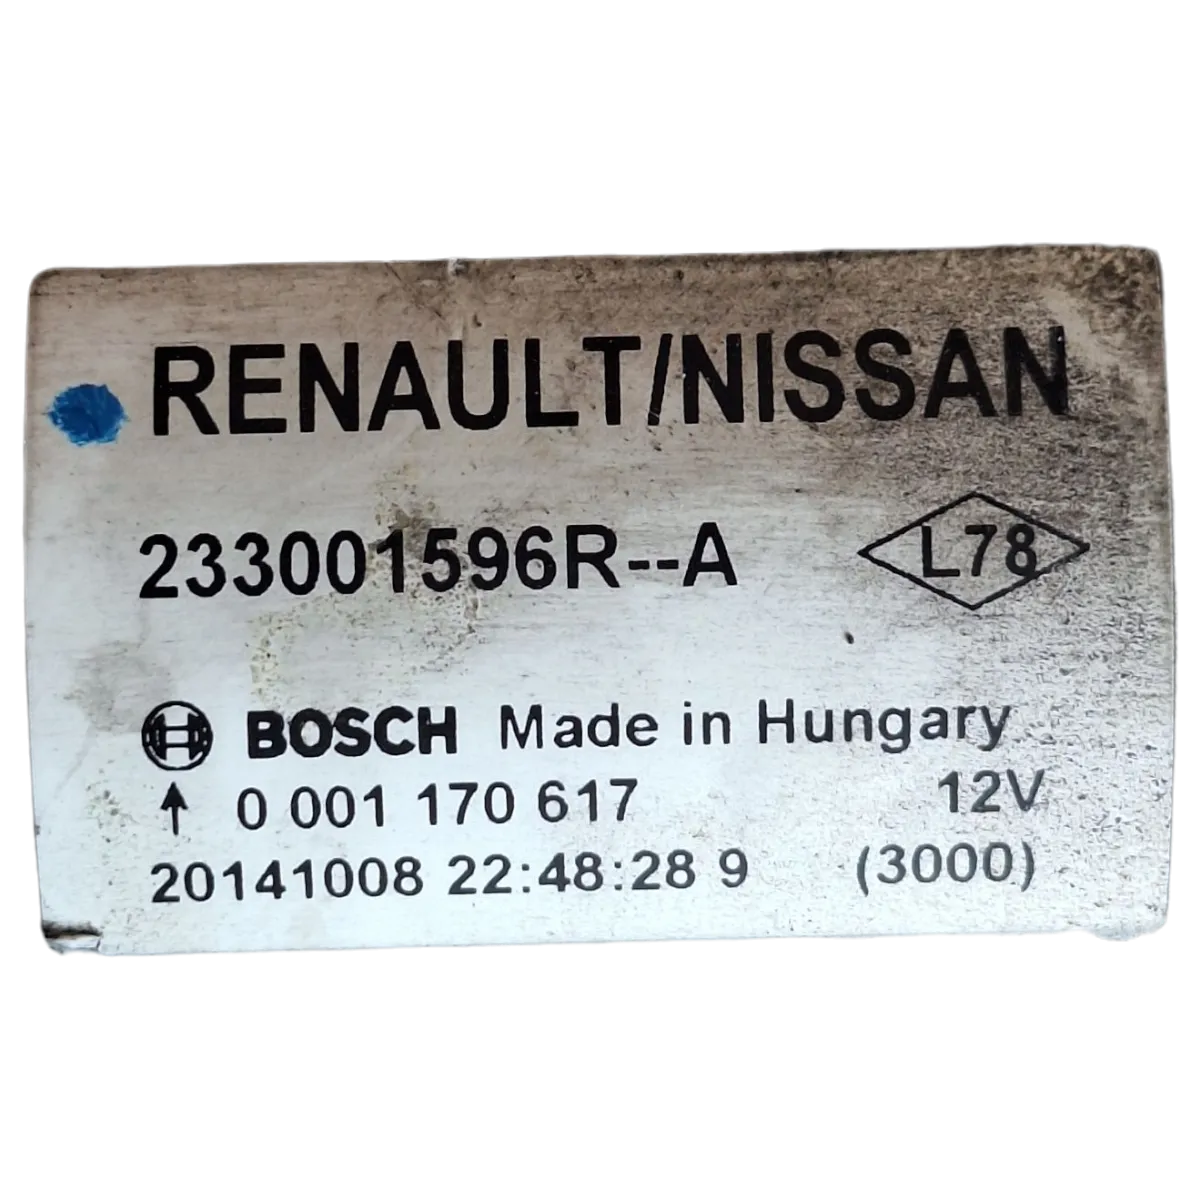 RENAULT/NISSAN
233001596R--A L78
BOSCH Made in Hungary
↑ 0 001 170 617 12V
20141008 22:48:28 9 (3000)